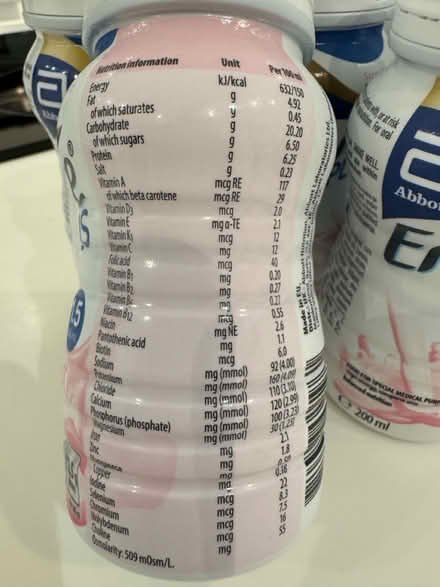 Nutrition information Unit Per 100 ml
Energy kJ/kcal 632/150
Fat g 4.92
of which saturates g 0.45
Carbohydrate g 20.20
of which sugars g 6.50
Protein g 6.25
Salt g 0.23
Vitamin A mcg RE 117
of which beta carotene mcg RE 29
Vitamin D3 mcg 2.0
Vitamin E mg α-TE 2.1
Vitamin K1 mcg 12
Vitamin C mg 12
Folic acid mcg 40
Vitamin B1 mg 0.20
Vitamin B2 mg 0.27
Vitamin B6 mg 0.27
Vitamin B12 mcg 0.55
Niacin mg NE 2.6
Pantothenic acid mg 1.1
Biotin mcg 6.0
Sodium mg (mmol) 92 (4.00)
Potassium mg (mmol) 160 (4.09)
Chloride mg (mmol) 110 (3.10)
Calcium mg (mmol) 120 (2.99)
Phosphorus (phosphate) mg (mmol) 100 (3.23)
Magnesium mg (mmol) 30 (1.23)
Iron mg 2.1
Zinc mg 1.8
Manganese mg 0.50
Copper mg 0.16
Iodine mcg 22
Selenium mcg 8.3
Chromium mcg 7.5
Molybdenum mcg 16
Choline mg 55
Osmolarity: 509 mOsm/L.
Made in EU
Abbott
200 ml